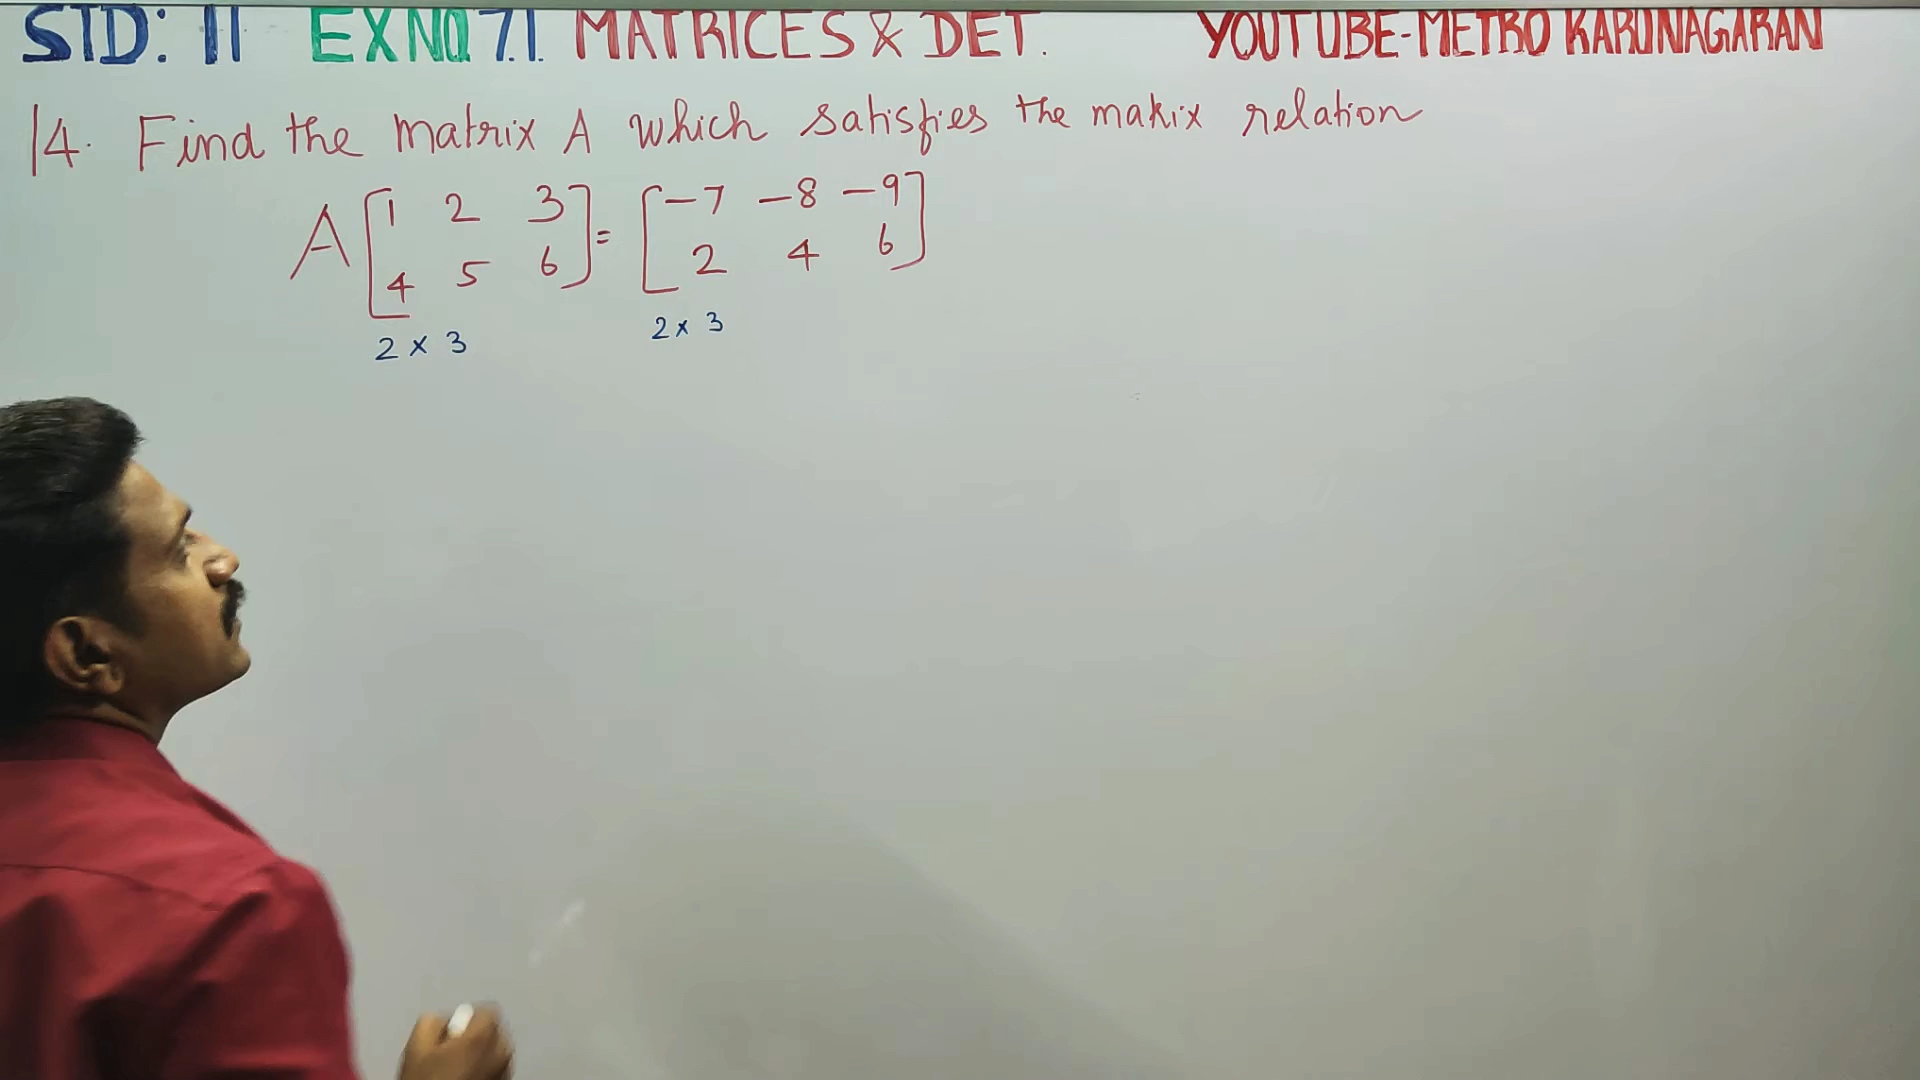 STD: 11 EX NO 7.1. MATRICES & DET. YOUTUBE-METRO KARUNAGARAN
14. Find the matrix A which satisfies the matrix relation
A [1 2 3 = [-7 -8 -9]
4 5 6] 2 4 6]
2 x 3 2 x 3